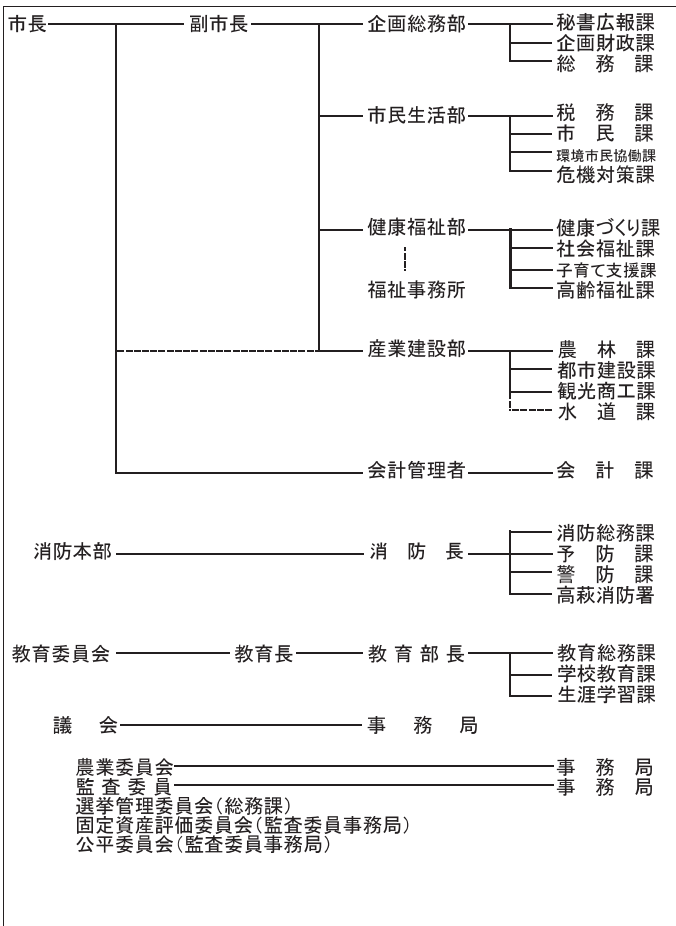 市長 副市長 企画総務部 秘書広報課
企画財政課
総務課
市民生活部 税務課
市民課
環境市民協働課
危機対策課
健康福祉部 健康づくり課
社会福祉課
子育て支援課
福祉事務所 高齢福祉課
産業建設部 農林課
都市建設課
観光商工課
水道課
会計管理者 会計課
消防総務課
消防本部 消防長 予防課
警防課
高萩消防署
教育委員会 教育長 教育部長 教育総務課
学校教育課
生涯学習課
議会 事務局
農業委員会 事務局
監査委員 事務局
選挙管理委員会(総務課)
固定資産評価委員会(監査委員事務局)
公平委員会(監査委員事務局)